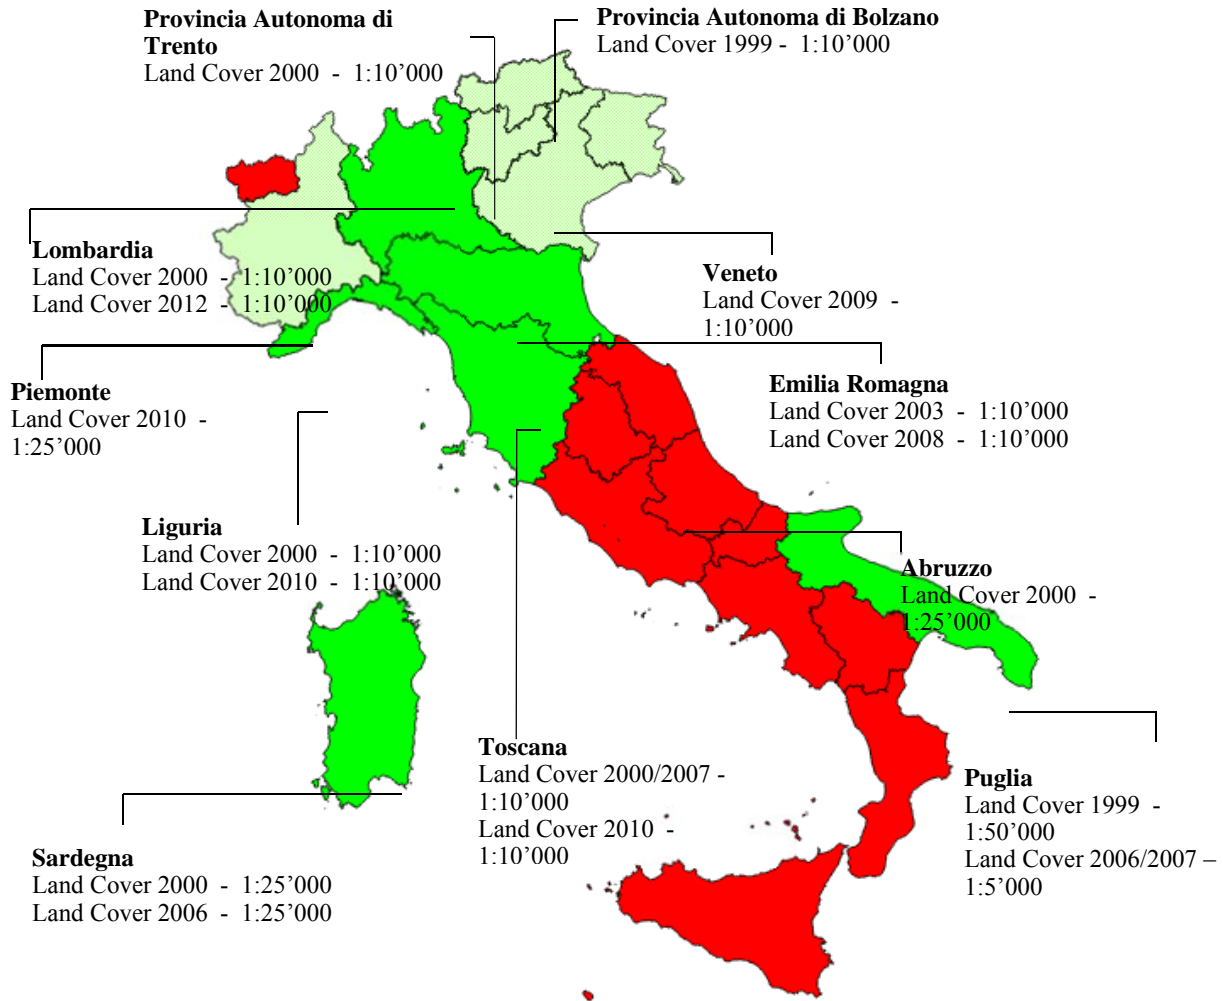 Provincia Autonoma di
Trento
Land Cover 2000 - 1:10’000
Provincia Autonoma di Bolzano
Land Cover 1999 - 1:10’000
Lombardia
Land Cover 2000 - 1:10’000
Land Cover 2012 - 1:10’000
Veneto
Land Cover 2009 -
1:10’000
Piemonte
Land Cover 2010 -
1:25’000
Emilia Romagna
Land Cover 2003 - 1:10’000
Land Cover 2008 - 1:10’000
Liguria
Land Cover 2000 - 1:10’000
Land Cover 2010 - 1:10’000
Abruzzo
Land Cover 2000 -
1:25’000
Toscana
Land Cover 2000/2007 -
1:10’000
Land Cover 2010 -
1:10’000
Puglia
Land Cover 1999 -
1:50’000
Land Cover 2006/2007 –
1:5’000
Sardegna
Land Cover 2000 - 1:25’000
Land Cover 2006 - 1:25’000